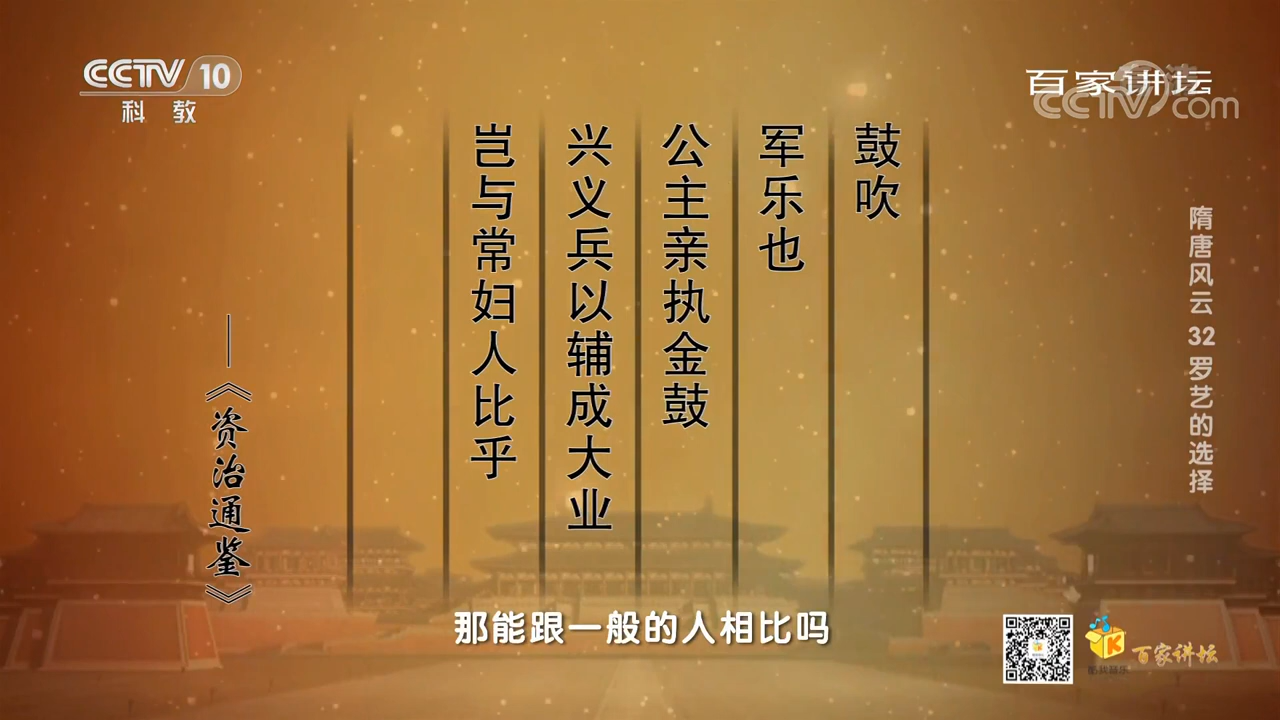 CCTV 10
科教
百家讲坛
CCTV.com
鼓吹
军乐也
公主亲执金鼓
兴义兵以辅成大业
岂与常妇人比乎
——《资治通鉴》
隋唐风云 32 罗艺的选择
那能跟一般的人相比吗
百家讲坛